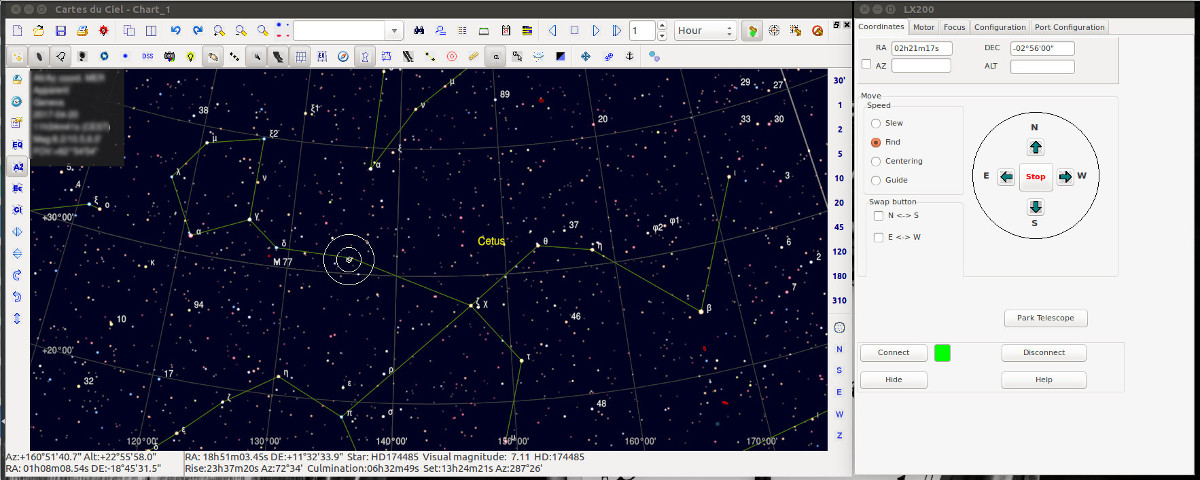 Cartes du Ciel - Chart_1
1
Hour
DSS
EQ
Az
Ec
Gl
30'
1
2
5
10
20
45
120
180
310
N
S
E
W
Z
38
ξ1
μ
ξ2
λ
ν
α
γ
δ
M 77
κ
94
10
32
17
ξ
ο
5
4
+30°00'
+20°00'
μ
ν
ξ
α
89
20
29
27
33
30
37
φ2
φ1
Cetus
θ
η
6
2
7
β
ζ
χ
46
τ
48
η
ε
ρ
ζ
π
σ
ξ
δ
120°00'
130°00'
140°00'
150°00'
160°00'
170°00'
Az:+160°51'40.7" Alt:+22°55'58.0"
RA: 01h08m08.54s DE:-18°45'31.5"
RA: 18h51m03.45s DE:+11°32'33.9" Star: HD174485 Visual magnitude: 7.11 HD:174485
Rise:23h37m20s Az:72°34' Culmination:06h32m49s Set:13h24m21s Az:287°26'
LX200
Coordinates Motor Focus Configuration Port Configuration
RA 02h21m17s DEC -02°56'00"
AZ ALT
Move
Speed
Slew
Find
Centering
Guide
Swap button
N <-> S
E <-> W
N
E Stop W
S
Park Telescope
Connect Disconnect
Hide Help